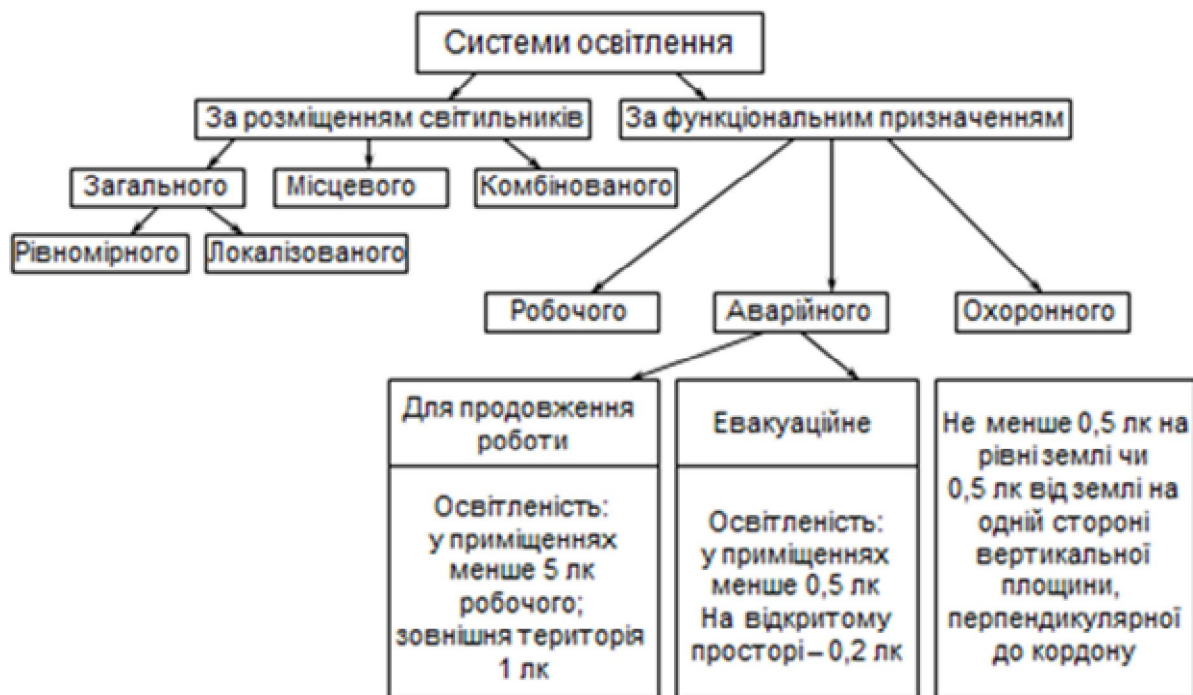 Системи освітлення
За розміщенням світильників
За функціональним призначенням
Загального
Місцевого
Комбінованого
Рівномірного
Локалізованого
Робочого
Аварійного
Охоронного
Для продовження
роботи
Освітленість:
у приміщеннях
менше 5 лк
робочого;
зовнішня територія
1 лк
Евакуаційне
Освітленість:
у приміщеннях
менше 0,5 лк
На відкритому
просторі – 0,2 лк
Не менше 0,5 лк на
рівні землі чи
0,5 лк від землі на
одній стороні
вертикальної
площини,
перпендикулярної
до кордону